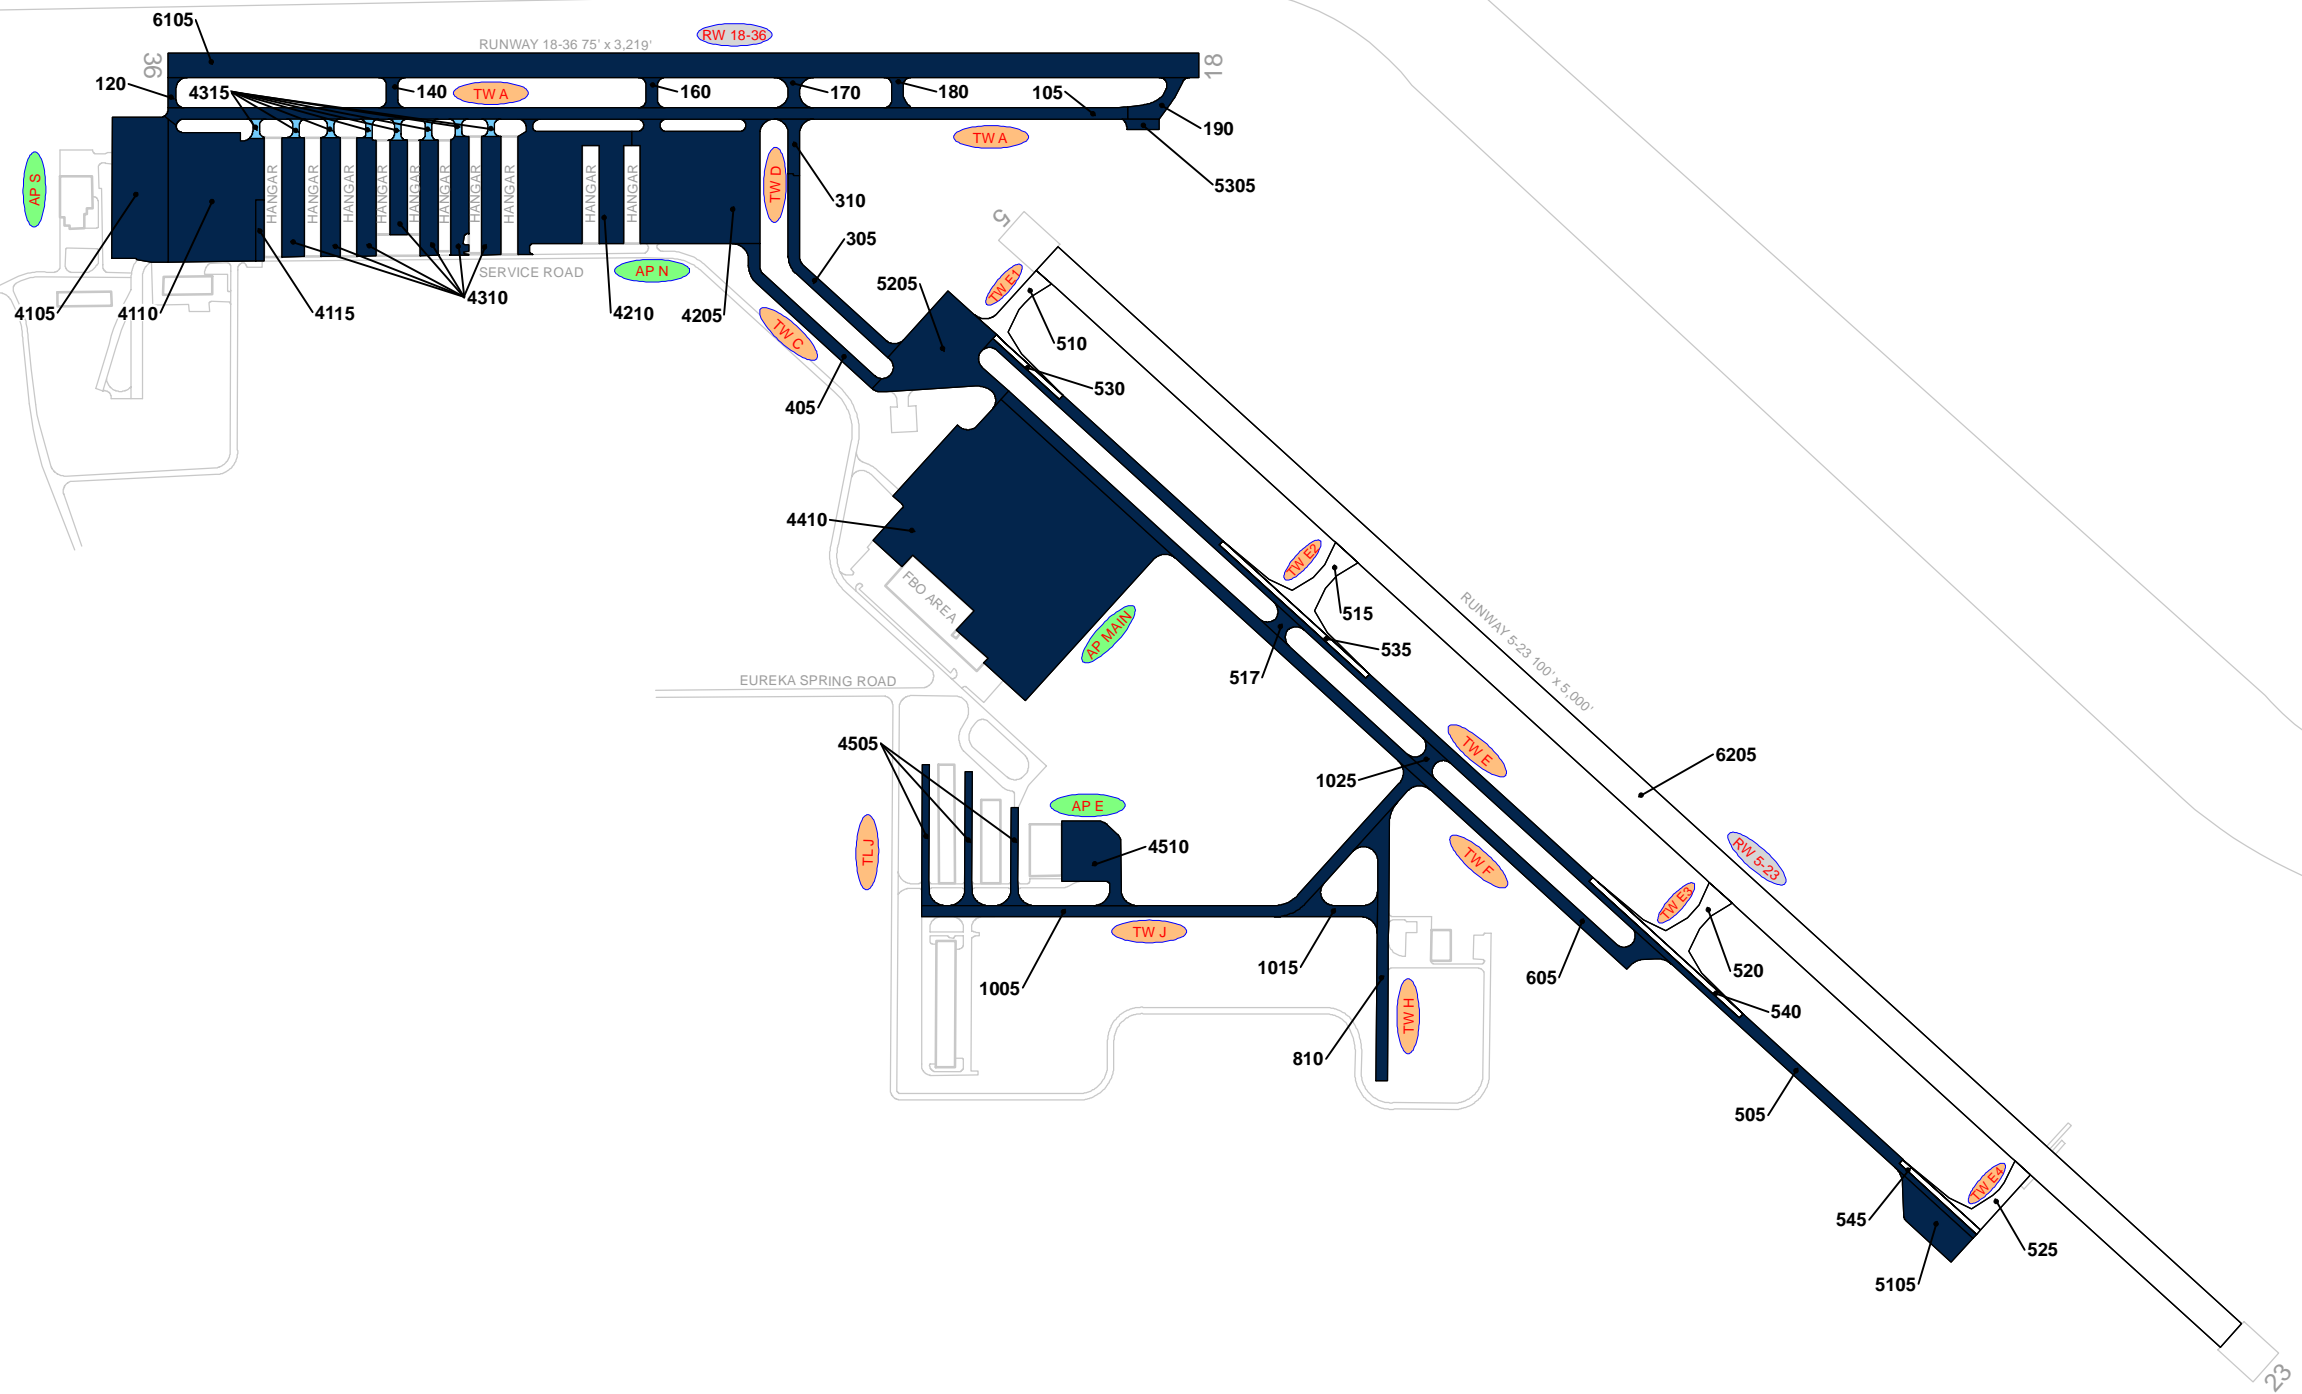 6105
RW 18-36
RUNWAY 18-36 75' x 3,219'
36
18
120
4315
140
TW A
160
170
180
105
190
TW A
5305
AP S
HANGAR
HANGAR
HANGAR
HANGAR
HANGAR
HANGAR
HANGAR
HANGAR
HANGAR
HANGAR
TW D
310
305
5
SERVICE ROAD
AP N
4310
4105
4110
4115
4210
4205
5205
TW E1
TW C
510
530
405
4410
FBO AREA
AP MAIN
TW E2
515
535
517
RUNWAY 5-23 100' x 5,000'
EUREKA SPRING ROAD
4505
TW E
6205
1025
AP E
4510
TL J
TW F
RW 5-23
TW E3
TW J
1005
1015
605
520
540
TW H
810
505
TW E4
545
525
5105
23